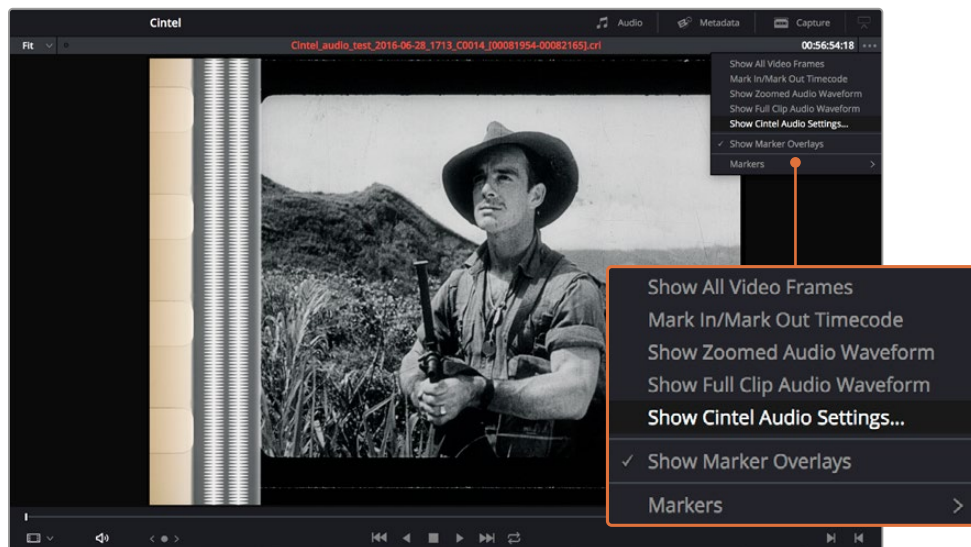 Cintel
Audio
Metadata
Capture
Fit
Cintel_audio_test_2016-06-28_1713_C0014_[00081954-00082165].cri
00:56:54:18
Show All Video Frames
Mark In/Mark Out Timecode
Show Zoomed Audio Waveform
Show Full Clip Audio Waveform
Show Cintel Audio Settings...
✓ Show Marker Overlays
Markers >
Show All Video Frames
Mark In/Mark Out Timecode
Show Zoomed Audio Waveform
Show Full Clip Audio Waveform
Show Cintel Audio Settings...
✓ Show Marker Overlays
Markers >